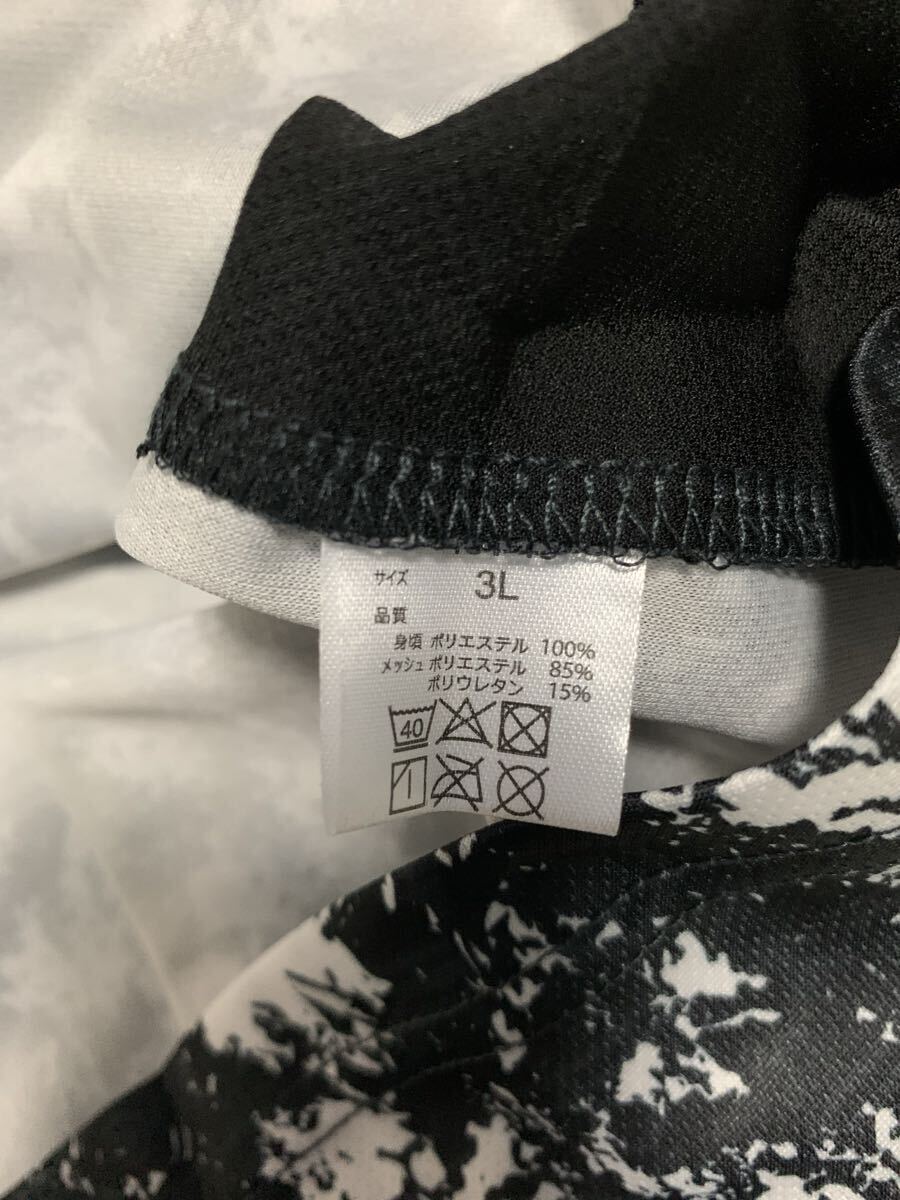 サイズ 3L
品質
身頃 ポリエステル 100%
メッシュ ポリエステル 85%
ポリウレタン 15%
40